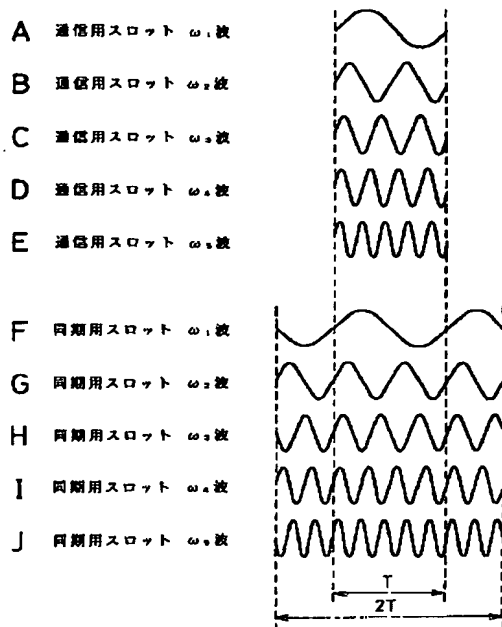 A 通信用スロット ω₁波
B 通信用スロット ω₂波
C 通信用スロット ω₃波
D 通信用スロット ω₄波
E 通信用スロット ω₅波
F 同期用スロット ω₁波
G 同期用スロット ω₂波
H 同期用スロット ω₃波
I 同期用スロット ω₄波
J 同期用スロット ω₅波
T
2T